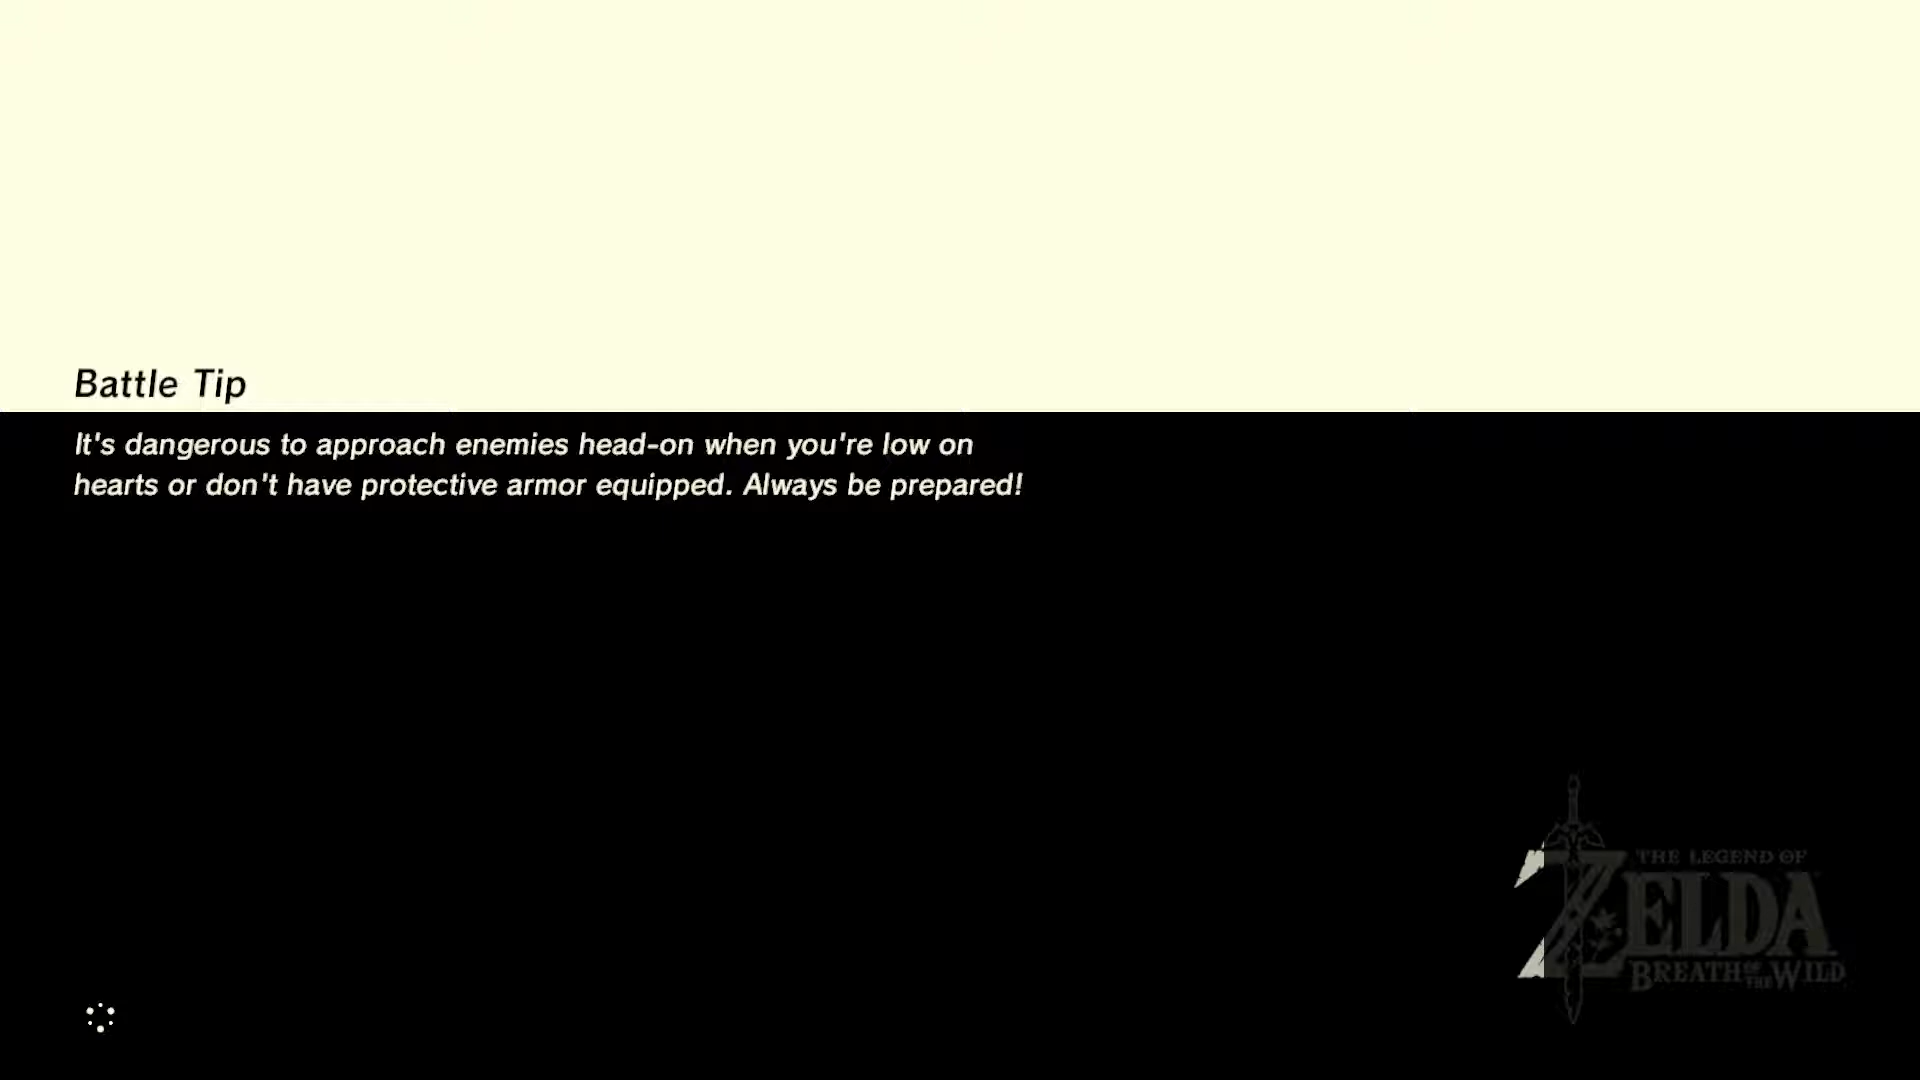 Battle Tip
It's dangerous to approach enemies head-on when you're low on
hearts or don't have protective armor equipped. Always be prepared!
THE LEGEND OF
ZELDA
BREATH OF THE WILD